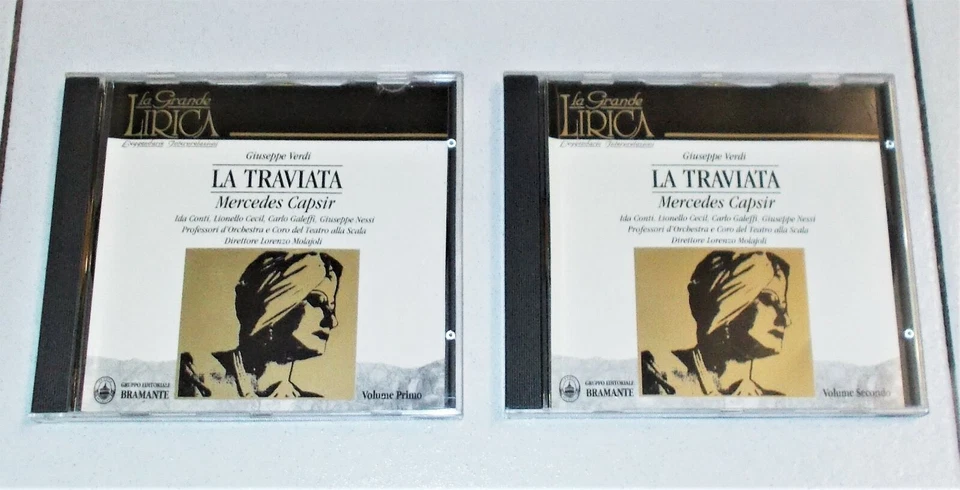 la Grande
LIRICA
Giuseppe Verdi
LA TRAVIATA
Mercedes Capsir
Ida Conti, Lionello Cecil, Carlo Galeffi, Giuseppe Nessi
Professori d'Orchestra e Coro del Teatro alla Scala
Direttore Lorenzo Molajoli
GRUPPO EDITORIALE
BRAMANTE
Volume Primo
la Grande
LIRICA
Giuseppe Verdi
LA TRAVIATA
Mercedes Capsir
Ida Conti, Lionello Cecil, Carlo Galeffi, Giuseppe Nessi
Professori d'Orchestra e Coro del Teatro alla Scala
Direttore Lorenzo Molajoli
GRUPPO EDITORIALE
BRAMANTE
Volume Secondo